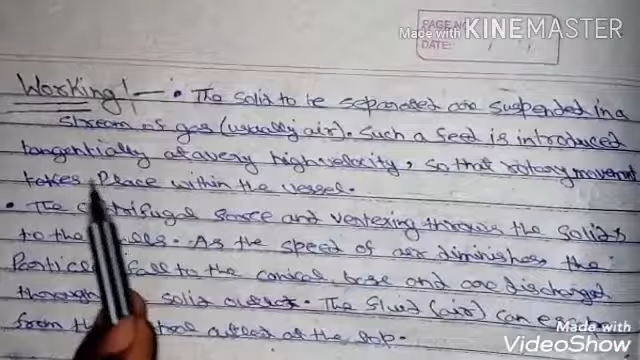 PAGE NO
DATE:
Made with KINEMASTER
Working! - • The solid to be separated are suspended in a
stream of gas (usually air). Such a feed is introduced
tangentially at a very high velocity, so that rotary movement
takes place within the vessel.
• The centrifugal force and vertexing throws the solids
to the walls. As the speed of air diminishes the
Particles fall to the conical base and are discharged
through solid outlet. The fluid (air) can escape
from the outlet at the top.
Made with
VideoShow